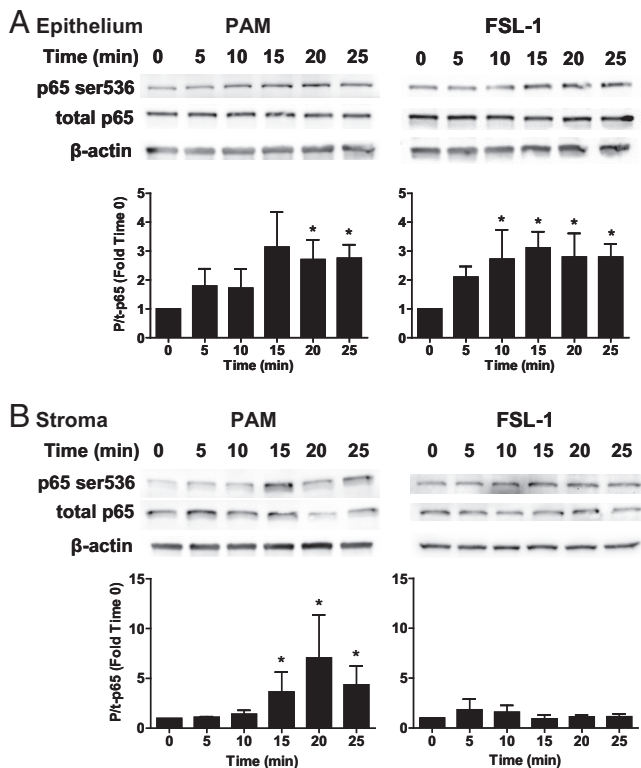 A Epithelium PAM FSL-1
Time (min) 0 5 10 15 20 25 0 5 10 15 20 25
p65 ser536
total p65
β-actin
P/t-p65 (Fold Time 0)
5
4
3
2
1
0
* *
0 5 10 15 20 25
Time (min)
5
4
3
2
1
0
* * * *
0 5 10 15 20 25
Time (min)
B Stroma PAM FSL-1
Time (min) 0 5 10 15 20 25 0 5 10 15 20 25
p65 ser536
total p65
β-actin
P/t-p65 (Fold Time 0)
15
10
5
0
* * *
0 5 10 15 20 25
Time (min)
15
10
5
0
0 5 10 15 20 25
Time (min)